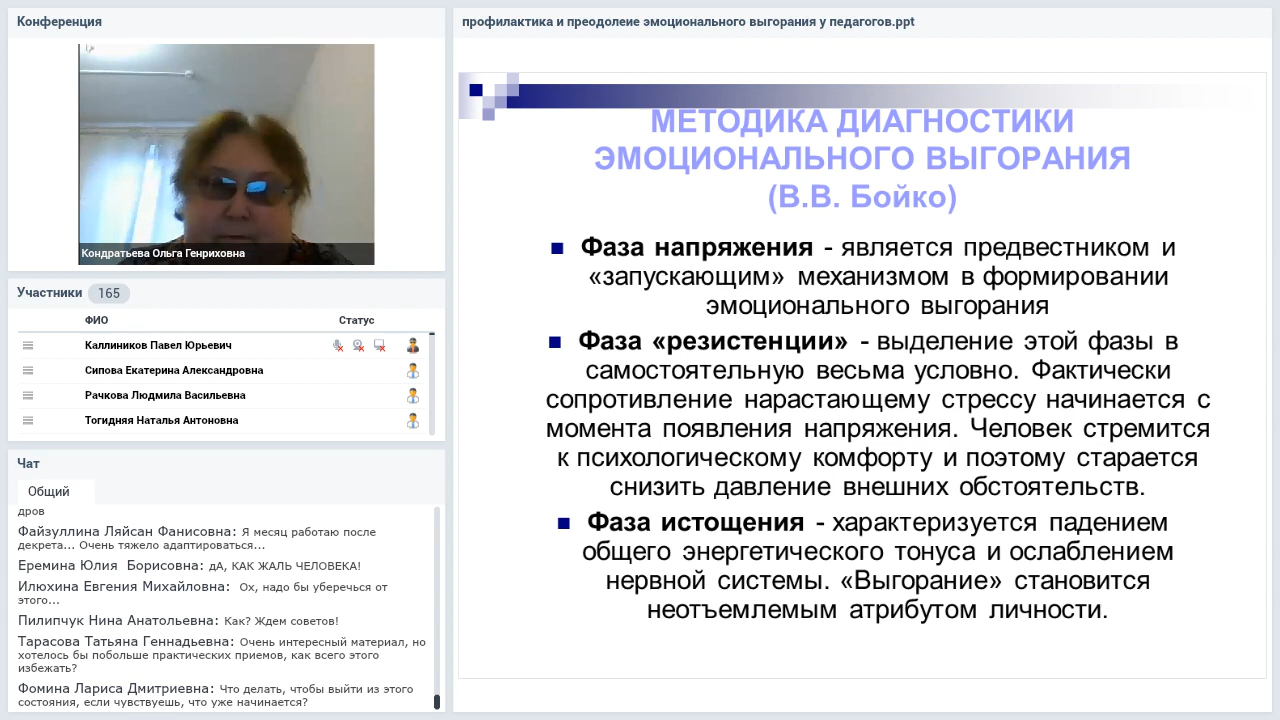 Конференция
Кондратьева Ольга Генриховна
Участники 165
ФИО Статус
Каллиников Павел Юрьевич
Сипова Екатерина Александровна
Рачкова Людмила Васильевна
Тогидняя Наталья Антоновна
Чат
Общий
дров
Файзуллина Ляйсан Фанисовна: Я месяц работаю после
декрета... Очень тяжело адаптироваться...
Еремина Юлия Борисовна: дА, КАК ЖАЛЬ ЧЕЛОВЕКА!
Илюхина Евгения Михайловна: Ох, надо бы уберечься от
этого...
Пилипчук Нина Анатольевна: Как? Ждем советов!
Тарасова Татьяна Геннадьевна: Очень интересный материал, но
хотелось бы побольше практических приемов, как всего этого
избежать?
Фомина Лариса Дмитриевна: Что делать, чтобы выйти из этого
состояния, если чувствуешь, что уже начинается?
профилактика и преодолеие эмоционального выгорания у педагогов.ppt
МЕТОДИКА ДИАГНОСТИКИ
ЭМОЦИОНАЛЬНОГО ВЫГОРАНИЯ
(В.В. Бойко)
Фаза напряжения - является предвестником и
«запускающим» механизмом в формировании
эмоционального выгорания
Фаза «резистенции» - выделение этой фазы в
самостоятельную весьма условно. Фактически
сопротивление нарастающему стрессу начинается с
момента появления напряжения. Человек стремится
к психологическому комфорту и поэтому старается
снизить давление внешних обстоятельств.
Фаза истощения - характеризуется падением
общего энергетического тонуса и ослаблением
нервной системы. «Выгорание» становится
неотъемлемым атрибутом личности.